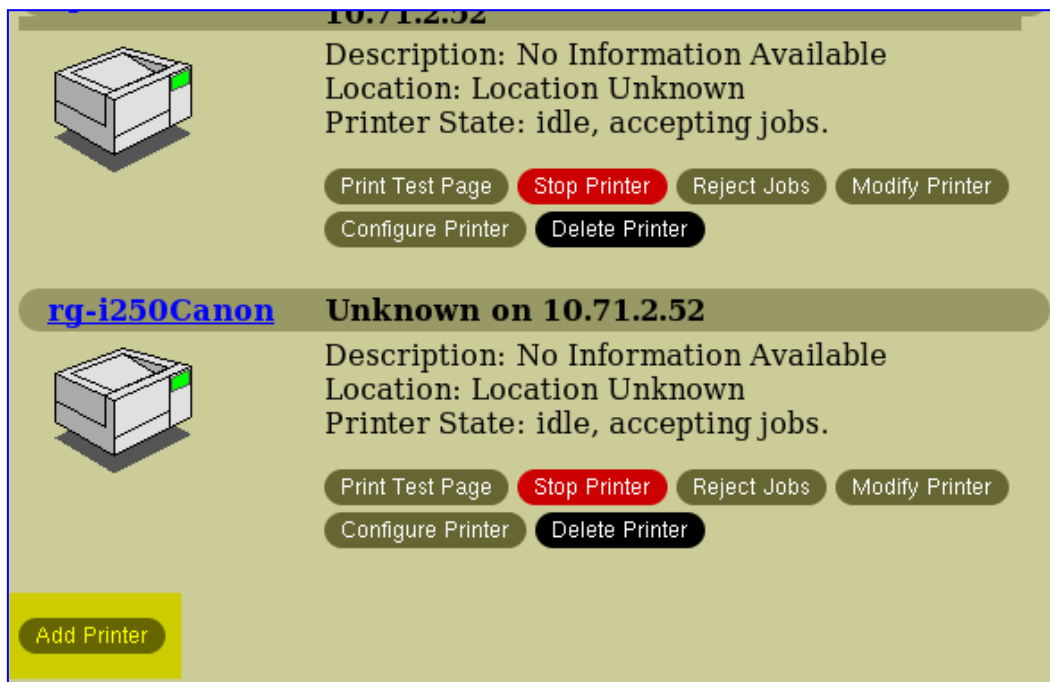 10.71.2.52
Description: No Information Available
Location: Location Unknown
Printer State: idle, accepting jobs.
Print Test Page Stop Printer Reject Jobs Modify Printer
Configure Printer Delete Printer
rg-i250Canon Unknown on 10.71.2.52
Description: No Information Available
Location: Location Unknown
Printer State: idle, accepting jobs.
Print Test Page Stop Printer Reject Jobs Modify Printer
Configure Printer Delete Printer
Add Printer